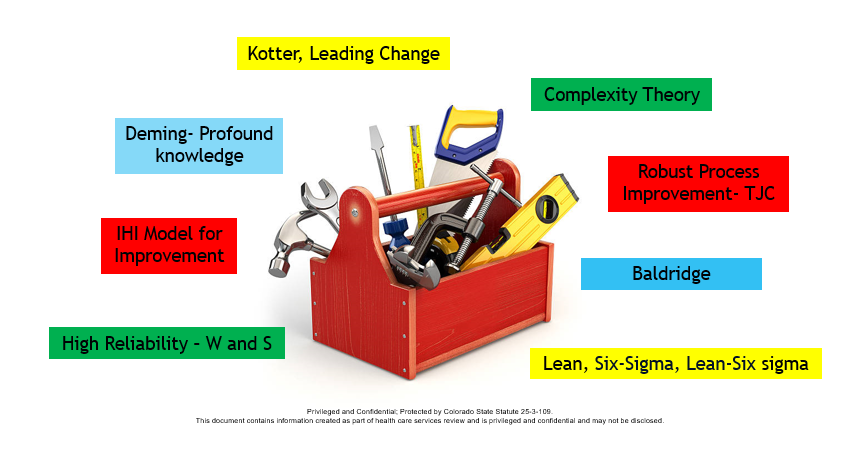 Kotter, Leading Change
Complexity Theory
Deming- Profound
knowledge
Robust Process
Improvement- TJC
IHI Model for
Improvement
Baldridge
High Reliability – W and S
Lean, Six-Sigma, Lean-Six sigma
Privileged and Confidential; Protected by Colorado State Statute 25-3-109.
This document contains information created as part of health care services review and is privileged and confidential and may not be disclosed.